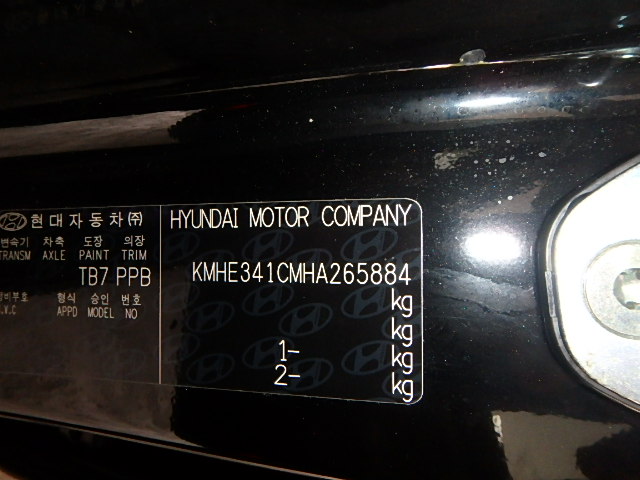 현대자동차㈜
변속기 차축 도장 의장
TRANSM AXLE PAINT TRIM
TB7 PPB
형식 승인 번호
APPD MODEL NO
HYUNDAI MOTOR COMPANY
KMHE341CMHA265884
kg
kg
1- kg
2- kg